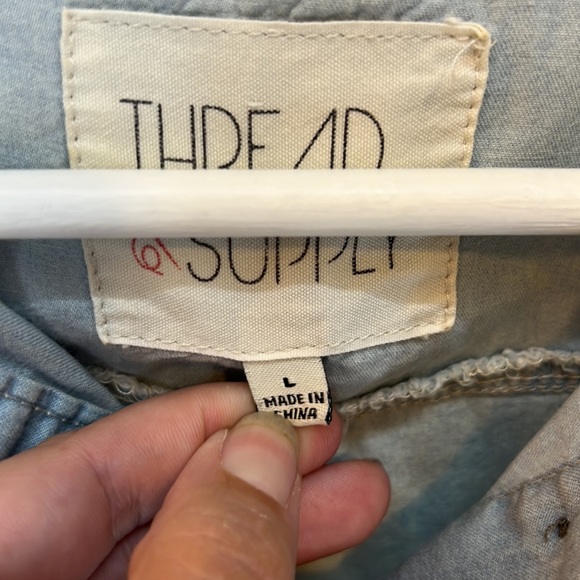 THREAD
& SUPPLY
L
MADE IN
CHINA